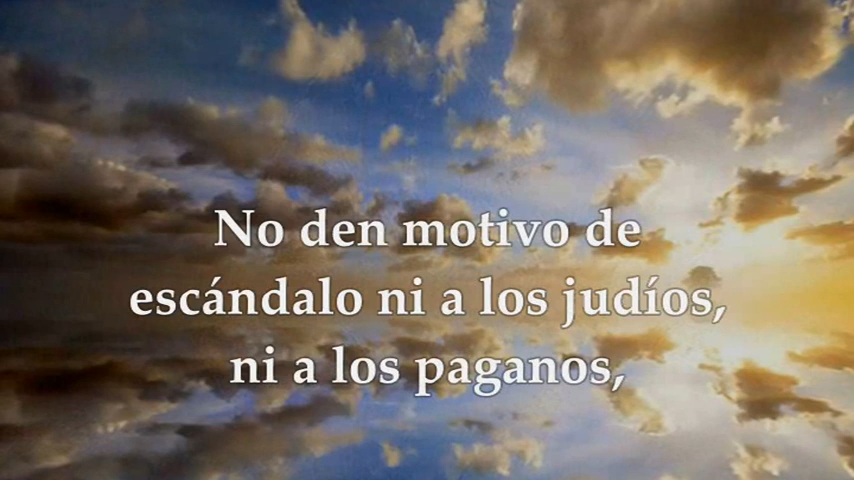 No den motivo de
escándalo ni a los judíos,
ni a los paganos,